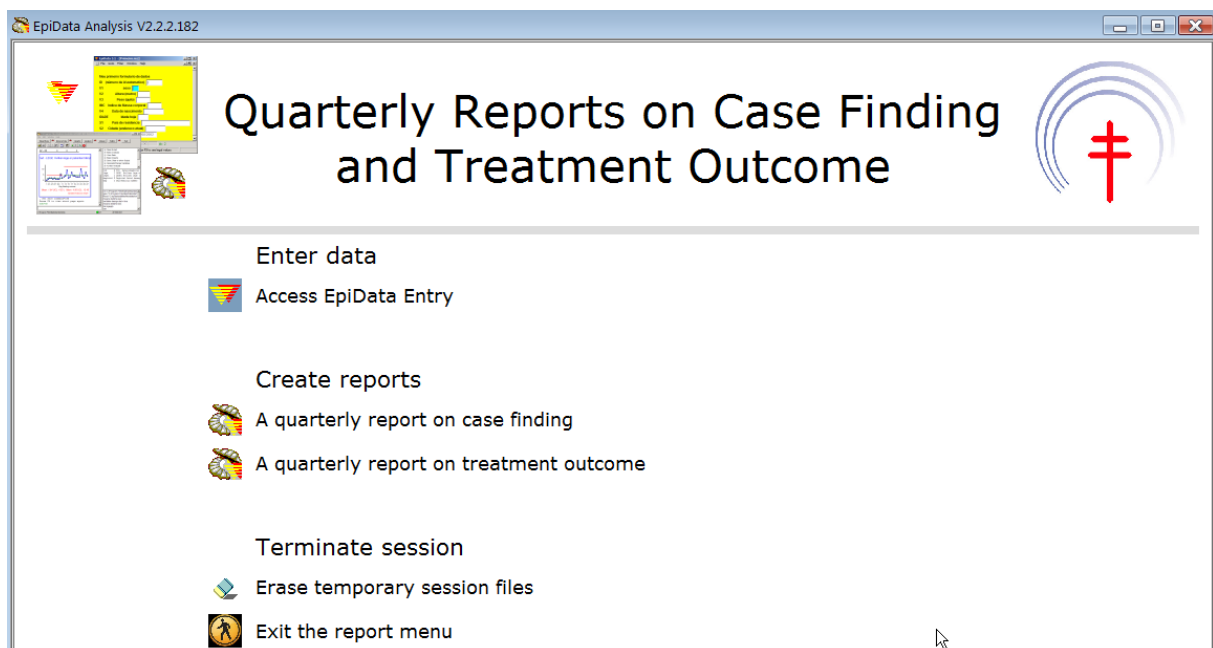 EpiData Analysis V2.2.2.182
Quarterly Reports on Case Finding
and Treatment Outcome
Enter data
Access EpiData Entry
Create reports
A quarterly report on case finding
A quarterly report on treatment outcome
Terminate session
Erase temporary session files
Exit the report menu